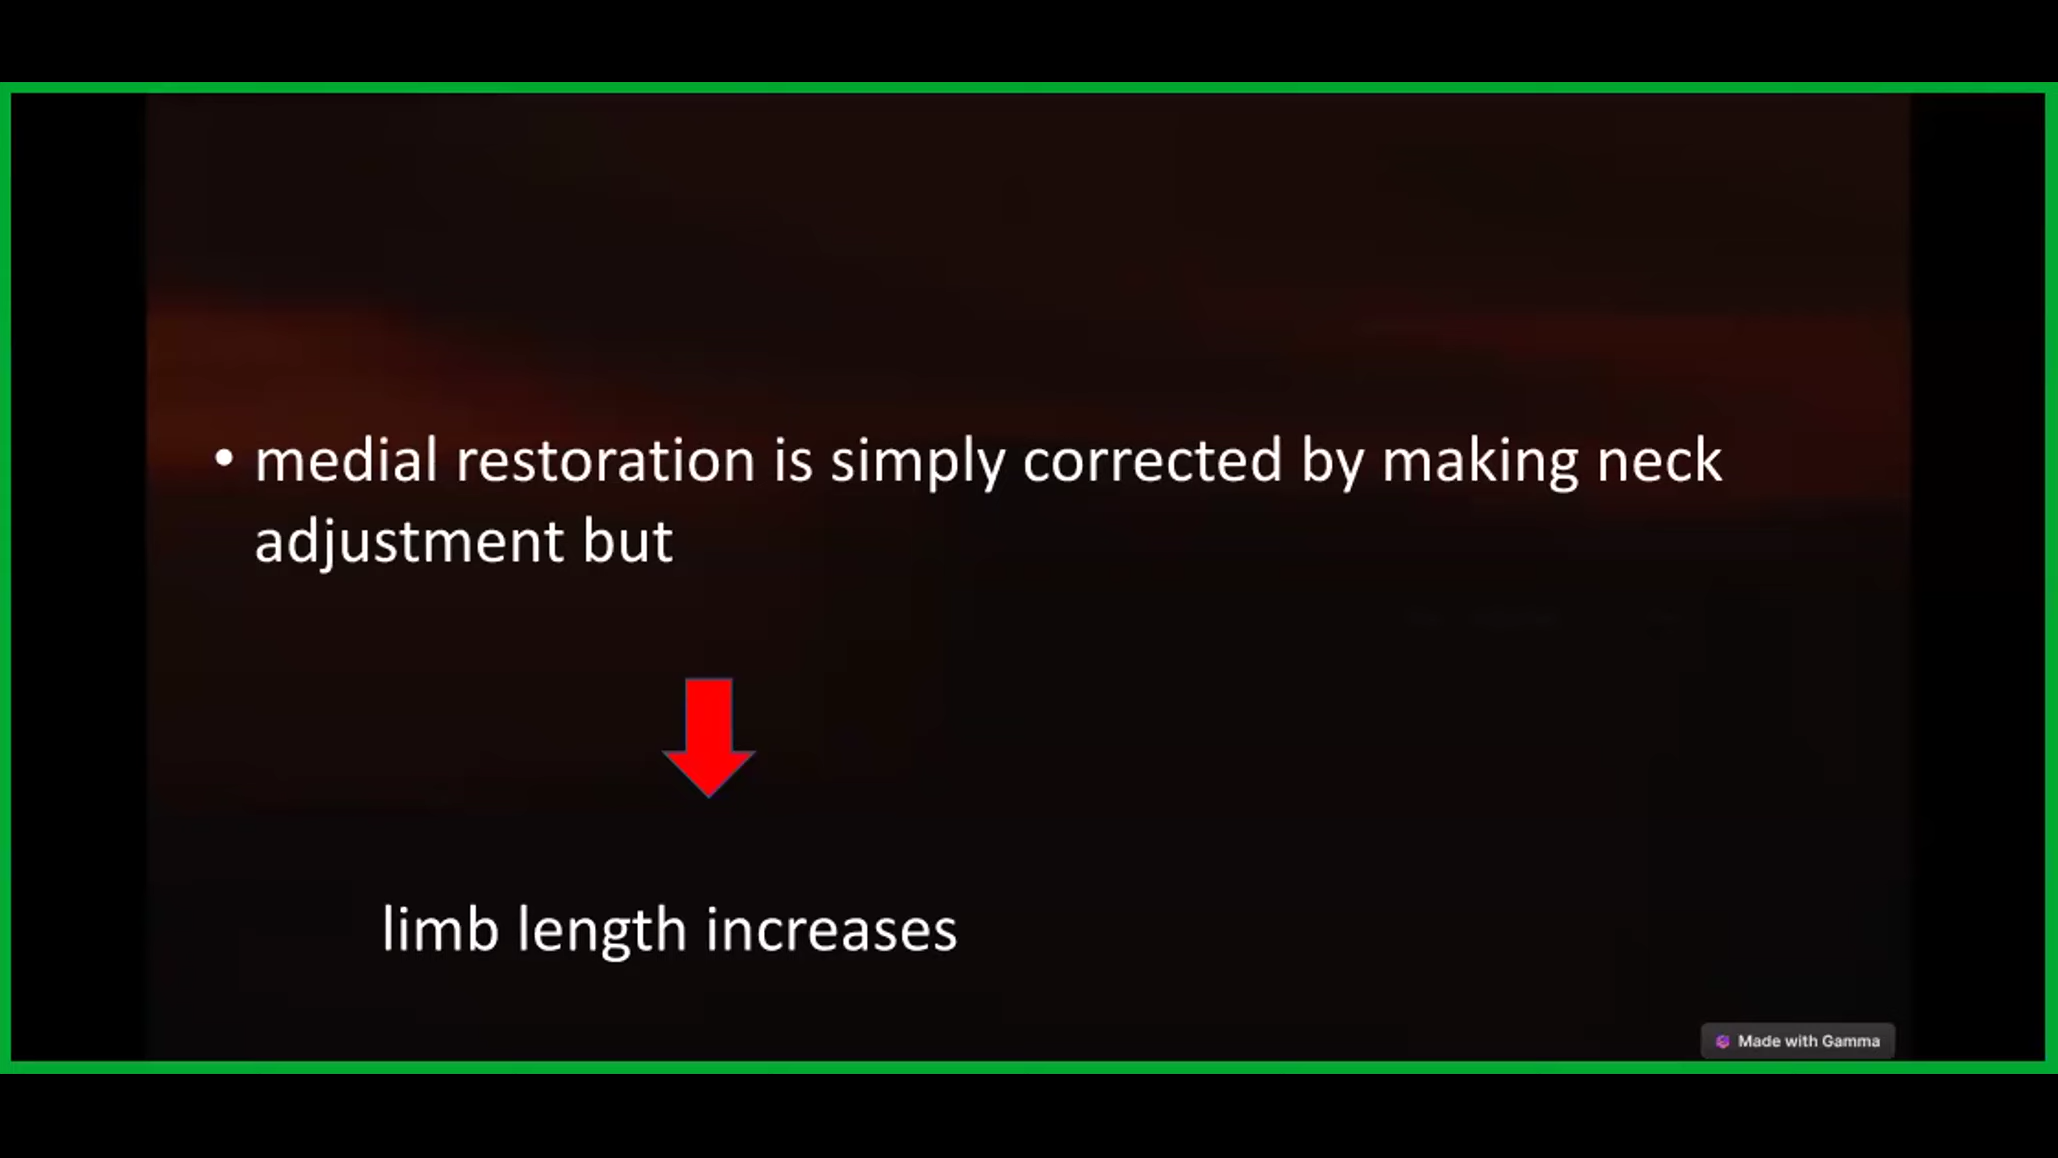 • medial restoration is simply corrected by making neck
adjustment but
limb length increases
Made with Gamma